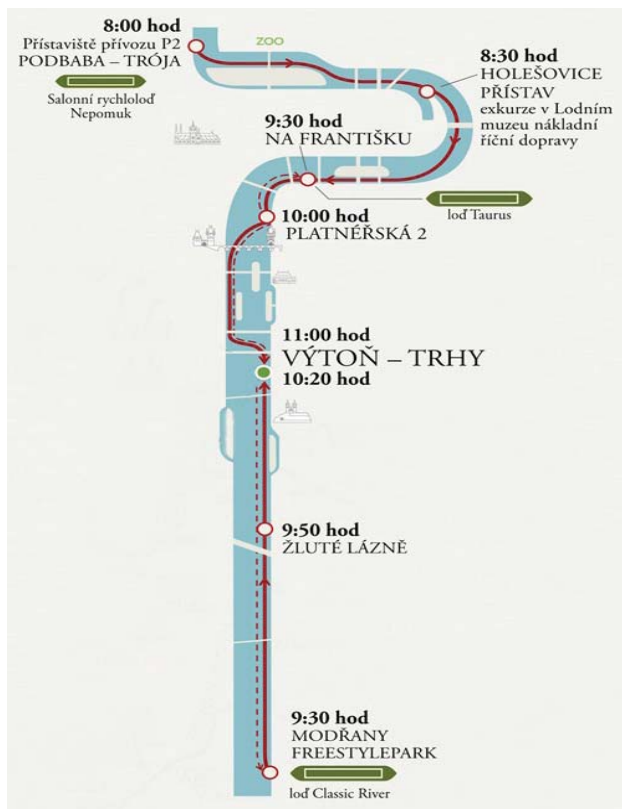 8:00 hod
Přístaviště přívozu P2
PODBABA – TRÓJA
Salonní rychloloď
Nepomuk
ZOO
8:30 hod
HOLEŠOVICE
PŘÍSTAV
exkurze v Lodním
muzeu nákladní
říční dopravy
9:30 hod
NA FRANTIŠKU
loď Taurus
10:00 hod
PLATNÉŘSKÁ 2
11:00 hod
VÝTOŇ – TRHY
10:20 hod
9:50 hod
ŽLUTÉ LÁZNĚ
9:30 hod
MODŘANY
FREESTYLEPARK
loď Classic River